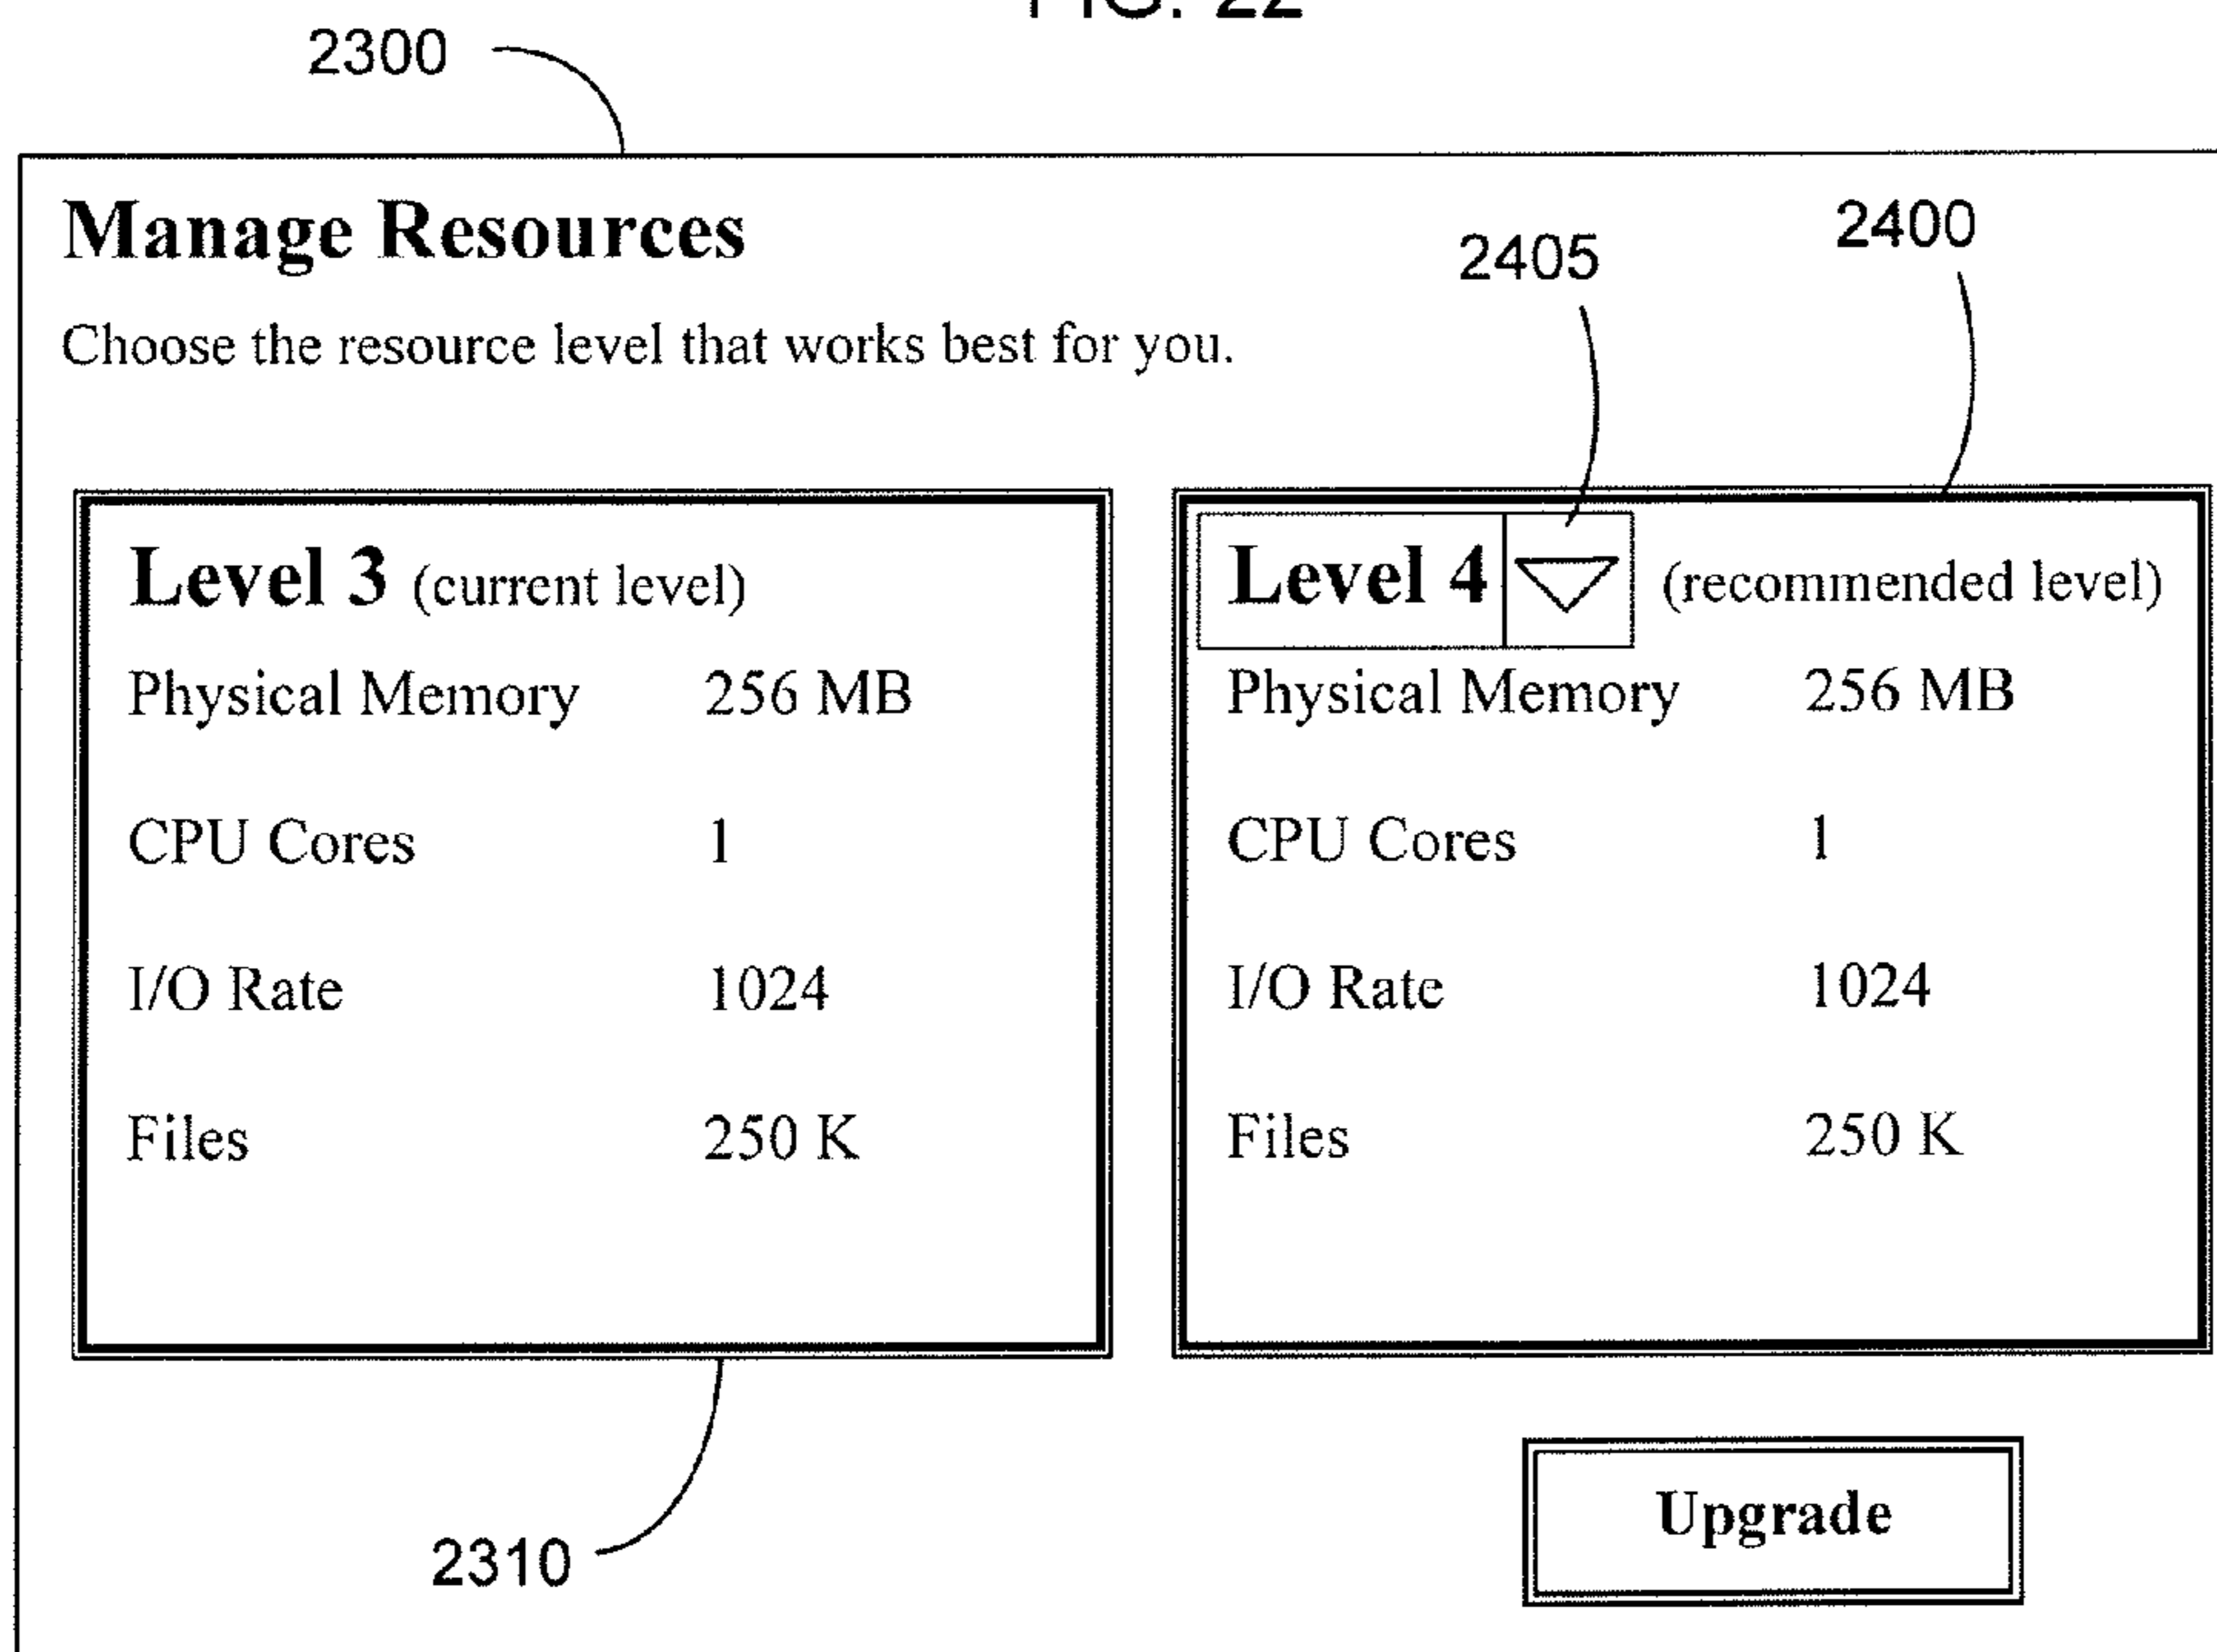 FIG. 22
2300
Manage Resources
2405
2400
Choose the resource level that works best for you.
Level 3 (current level)
Physical Memory 256 MB
CPU Cores 1
I/O Rate 1024
Files 250 K
Level 4 (recommended level)
Physical Memory 256 MB
CPU Cores 1
I/O Rate 1024
Files 250 K
2310
Upgrade